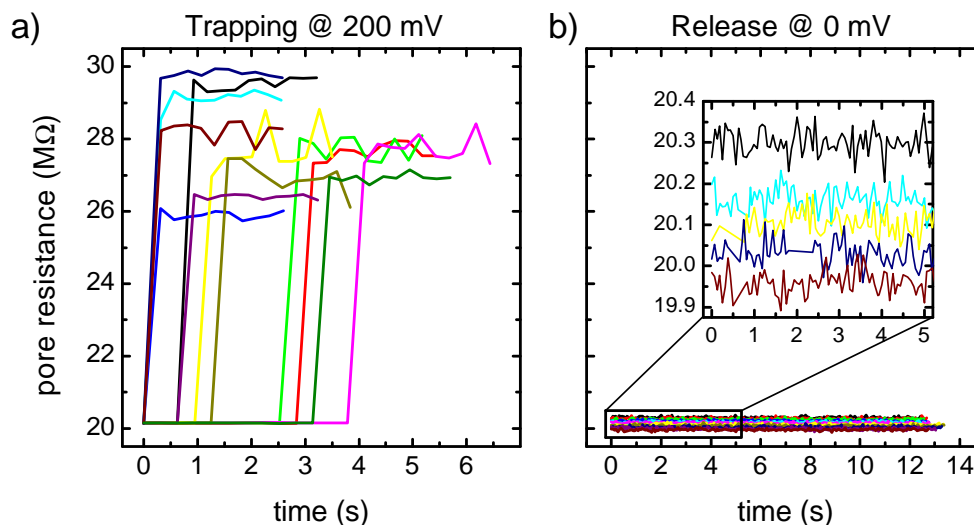 a) Trapping @ 200 mV
pore resistance (MΩ)
30
28
26
24
22
20
0 1 2 3 4 5 6
time (s)
b) Release @ 0 mV
20.4
20.3
20.2
20.1
20.0
19.9
0 1 2 3 4 5
0 2 4 6 8 10 12 14
time (s)